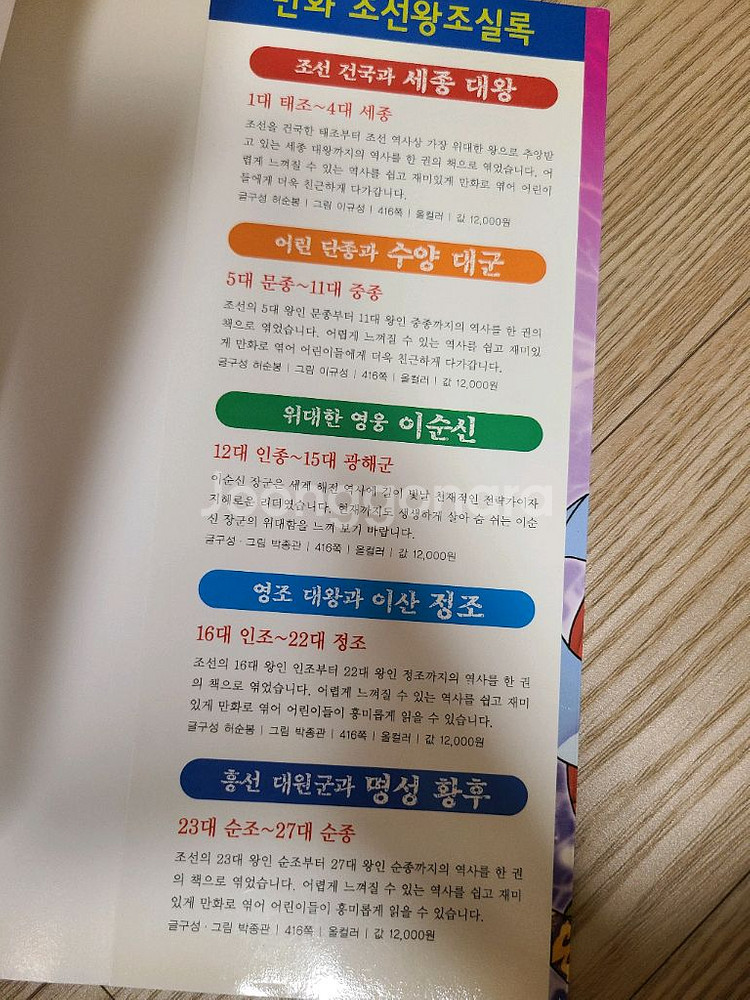 만화 조선왕조실록
조선 건국과 세종 대왕
1대 태조~4대 세종
조선을 건국한 태조부터 조선 역사상 가장 위대한 왕으로 추앙받
고 있는 세종 대왕까지의 역사를 한 권의 책으로 엮었습니다. 어
렵게 느껴질 수 있는 역사를 쉽고 재미있게 만화로 엮어 어린이
들에게 더욱 친근하게 다가갑니다.
글구성 허순봉 | 그림 이규성 | 416쪽 | 올컬러 | 값 12,000원
어린 단종과 수양 대군
5대 문종~11대 중종
조선의 5대 왕인 문종부터 11대 왕인 중종까지의 역사를 한 권의
책으로 엮었습니다. 어렵게 느껴질 수 있는 역사를 쉽고 재미있
게 만화로 엮어 어린이들에게 더욱 친근하게 다가갑니다.
글구성 허순봉 | 그림 이규성 | 416쪽 | 올컬러 | 값 12,000원
위대한 영웅 이순신
12대 인종~15대 광해군
이순신 장군은 세계 해전 역사에 길이 빛날 천재적인 전략가이자
지혜로운 리더였습니다. 현재까지도 생생하게 살아 숨 쉬는 이순
신 장군의 위대함을 느껴 보기 바랍니다.
글구성·그림 박종관 | 416쪽 | 올컬러 | 값 12,000원
joonggonara
영조 대왕과 이산 정조
16대 인조~22대 정조
조선의 16대 왕인 인조부터 22대 왕인 정조까지의 역사를 한 권
의 책으로 엮었습니다. 어렵게 느껴질 수 있는 역사를 쉽고 재미
있게 만화로 엮어 어린이들이 흥미롭게 읽을 수 있습니다.
글구성 허순봉 | 그림 박종관 | 416쪽 | 올컬러 | 값 12,000원
흥선 대원군과 명성 황후
23대 순조~27대 순종
조선의 23대 왕인 순조부터 27대 왕인 순종까지의 역사를 한 권
의 책으로 엮었습니다. 어렵게 느껴질 수 있는 역사를 쉽고 재미
있게 만화로 엮어 어린이들이 흥미롭게 읽을 수 있습니다.
글구성·그림 박종관 | 416쪽 | 올컬러 | 값 12,000원